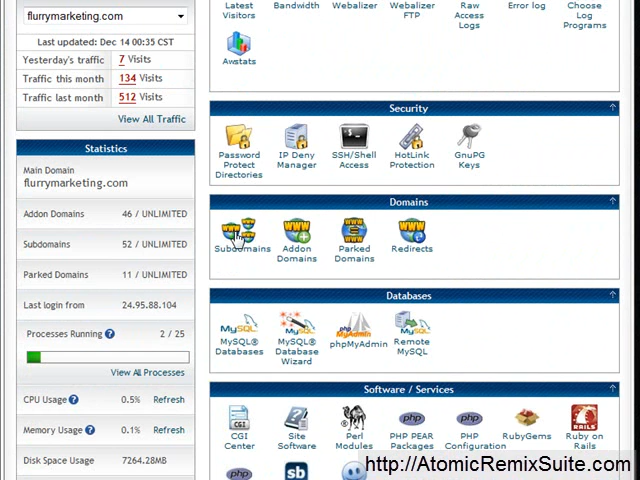 flurrymarketing.com
Last updated: Dec 14 00:35 CST
Yesterday's traffic 7 Visits
Traffic this month 134 Visits
Traffic last month 512 Visits
View All Traffic
Statistics
Main Domain
flurrymarketing.com
Addon Domains 46 / UNLIMITED
Subdomains 52 / UNLIMITED
Parked Domains 11 / UNLIMITED
Last login from 24.95.88.104
Processes Running ? 2 / 25
View All Processes
CPU Usage ? 0.5% Refresh
Memory Usage ? 0.1% Refresh
Disk Space Usage 7264.28MB
Latest Visitors
Bandwidth
Webalizer
Webalizer FTP
Raw Access Logs
Error log
Choose Log Programs
Awstats
Security
Password Protect Directories
IP Deny Manager
SSH/Shell Access
HotLink Protection
GnuPG Keys
Domains
Subdomains
Addon Domains
Parked Domains
Redirects
Databases
MySQL® Databases
MySQL® Database Wizard
phpMyAdmin
Remote MySQL
Software / Services
CGI Center
Site Software
Perl Modules
PHP PEAR Packages
PHP Configuration
RubyGems
Ruby on Rails
http://AtomicRemixSuite.com